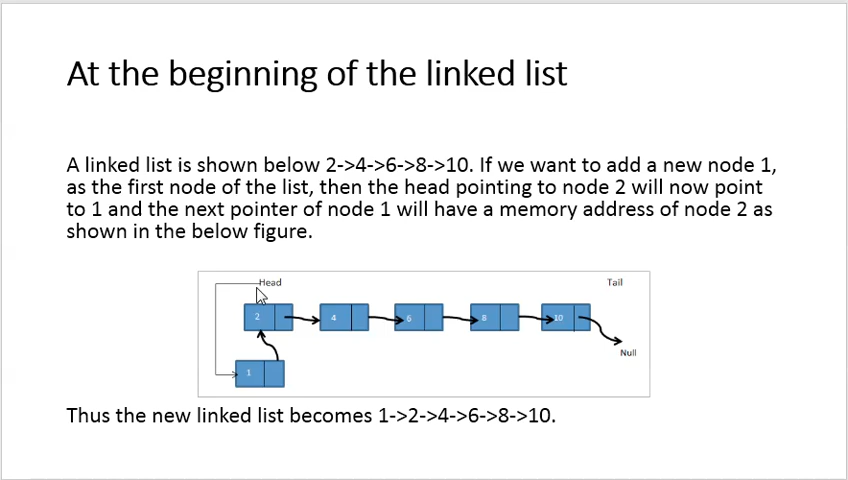 At the beginning of the linked list
A linked list is shown below 2->4->6->8->10. If we want to add a new node 1,
as the first node of the list, then the head pointing to node 2 will now point
to 1 and the next pointer of node 1 will have a memory address of node 2 as
shown in the below figure.
Head Tail
2 4 6 8 10
Null
1
Thus the new linked list becomes 1->2->4->6->8->10.